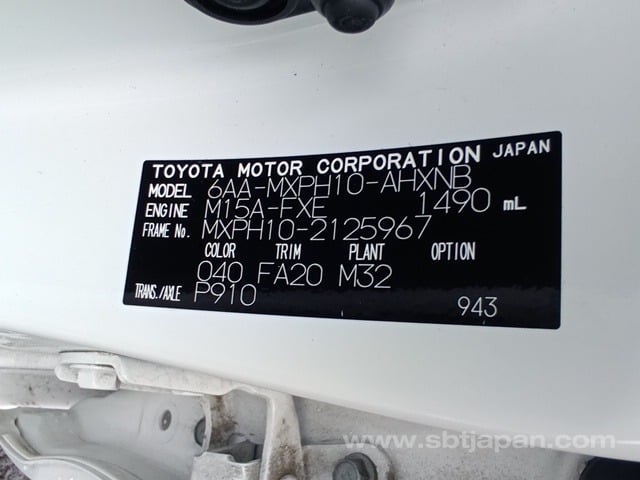 TOYOTA MOTOR CORPORATION JAPAN
MODEL 6AA-MXPH10-AHXNB
ENGINE M15A-FXE 1490 mL
FRAME No. MXPH10-2125967
COLOR TRIM PLANT OPTION
040 FA20 M32
TRANS./AXLE P910
943
www.sbtjapan.com